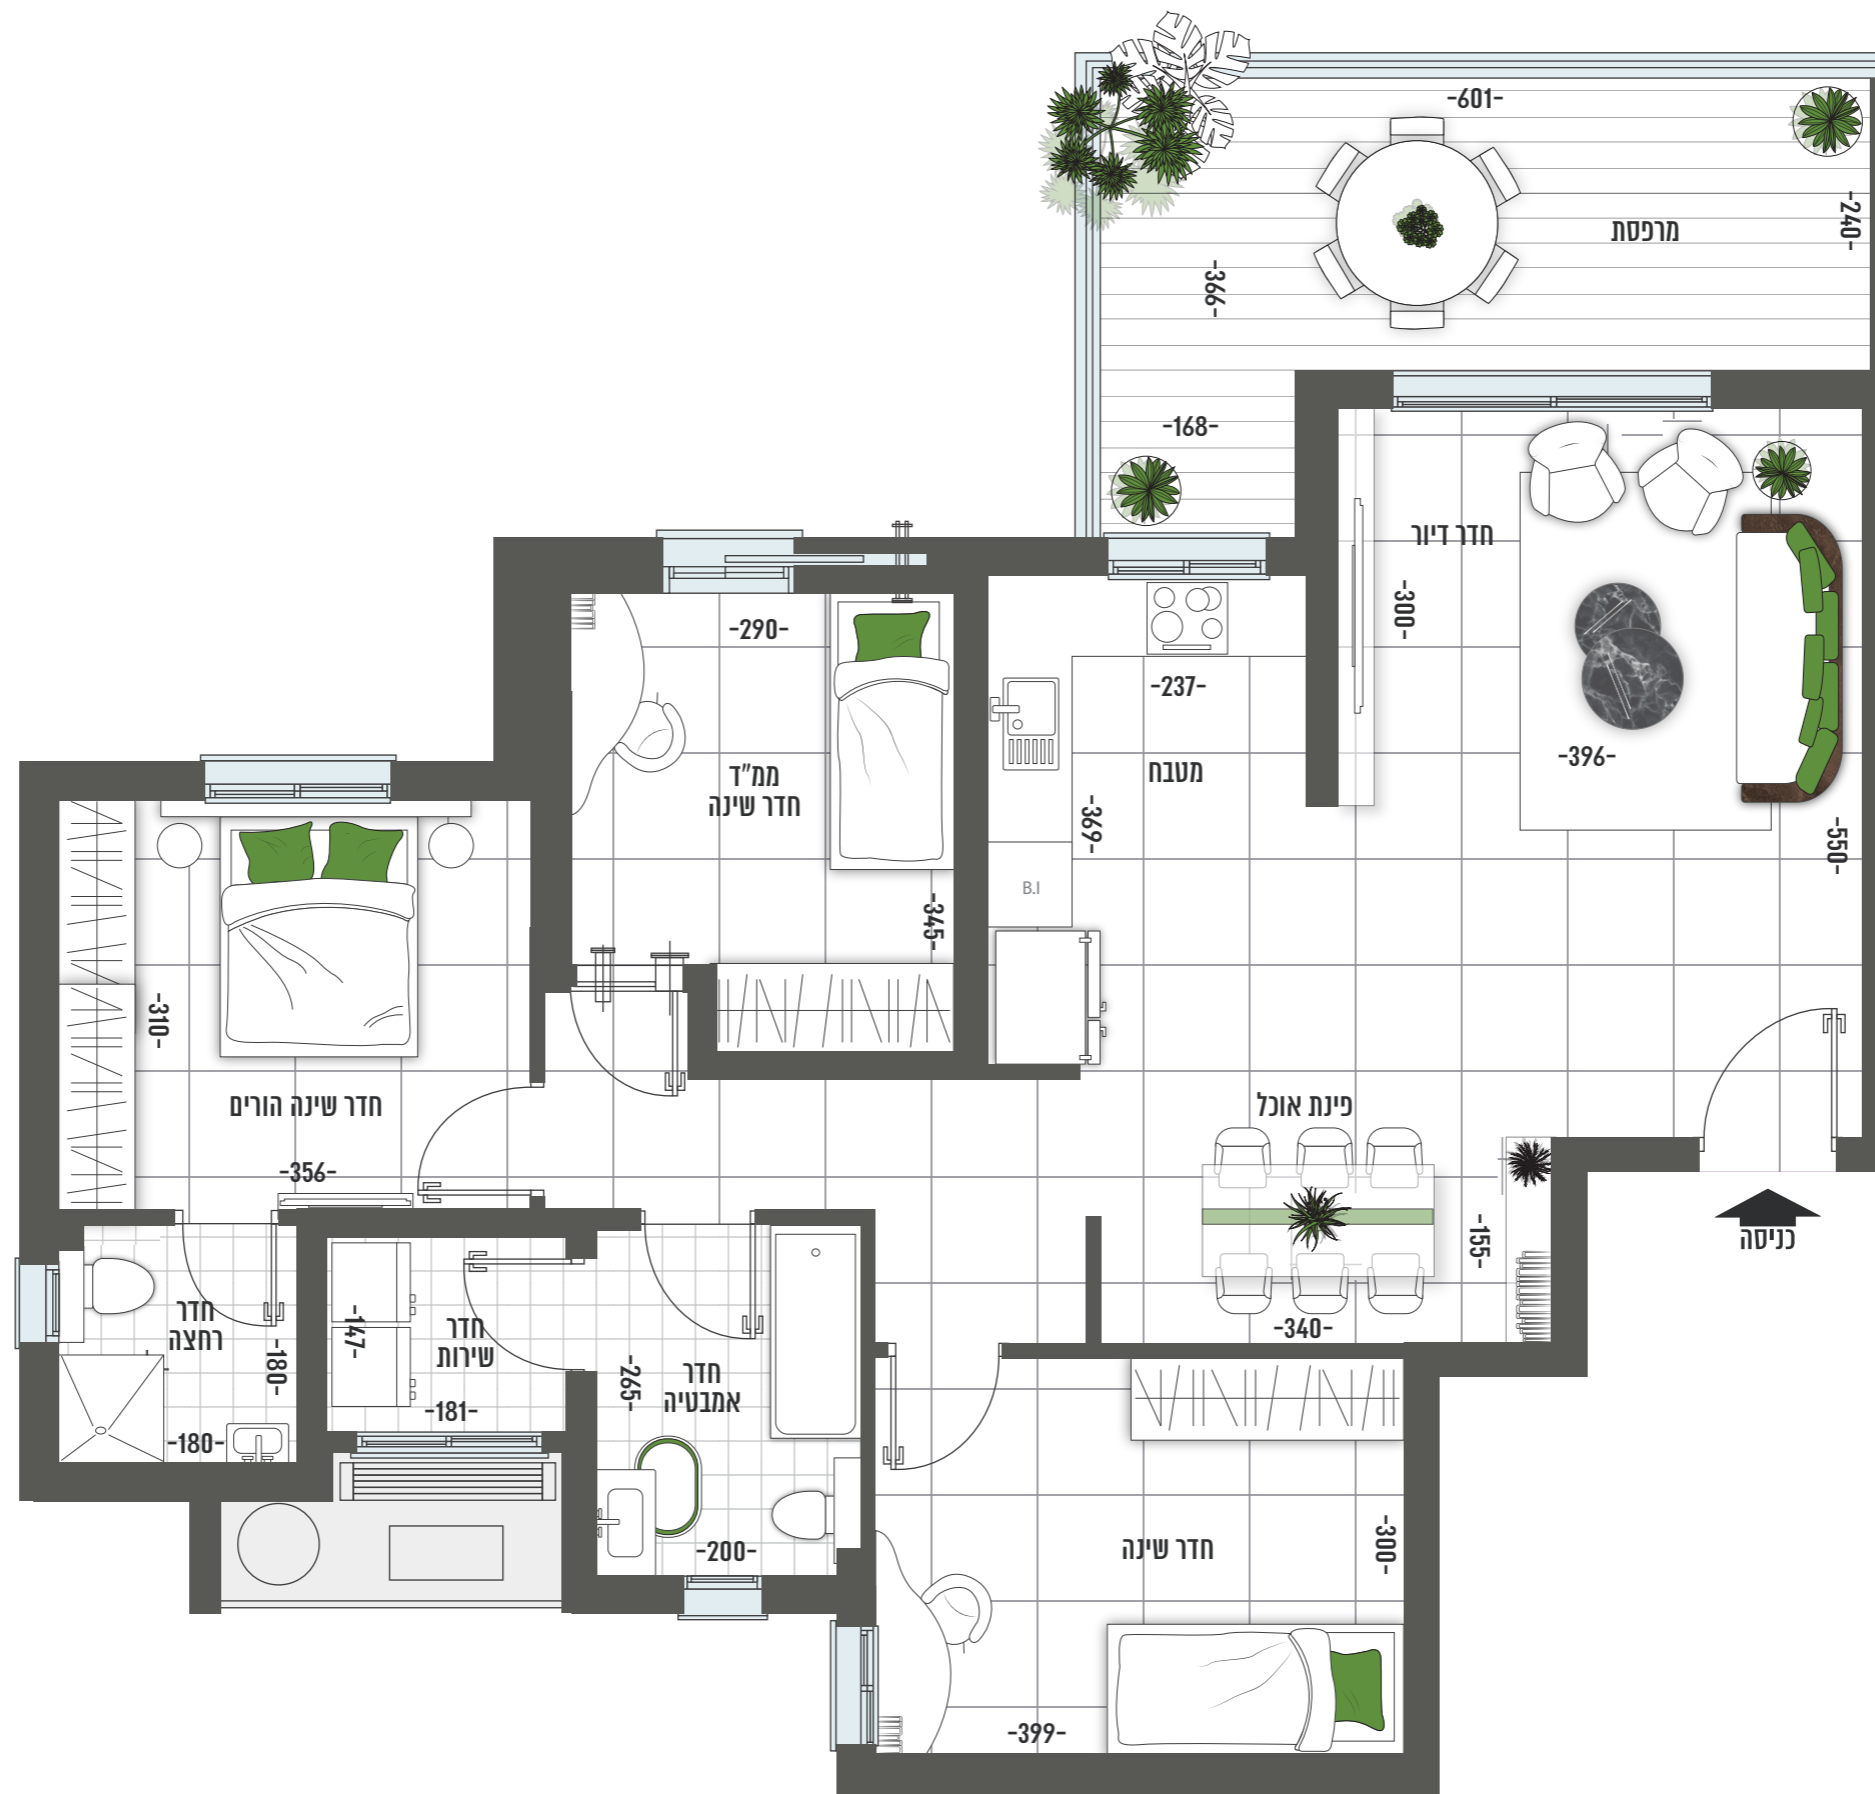 -601-
-240-
מרפסת
-366-
-168-
חדר דיור
-300-
-396-
-550-
-290-
ממ"ד
חדר שינה
-345-
-237-
מטבח
-369-
B.I
-310-
חדר שינה הורים
-356-
פינת אוכל
-155-
-340-
כניסה
חדר
רחצה
-180-
-180-
-147-
חדר
שירות
-181-
-265-
חדר
אמבטיה
-200-
חדר שינה
-300-
-399-